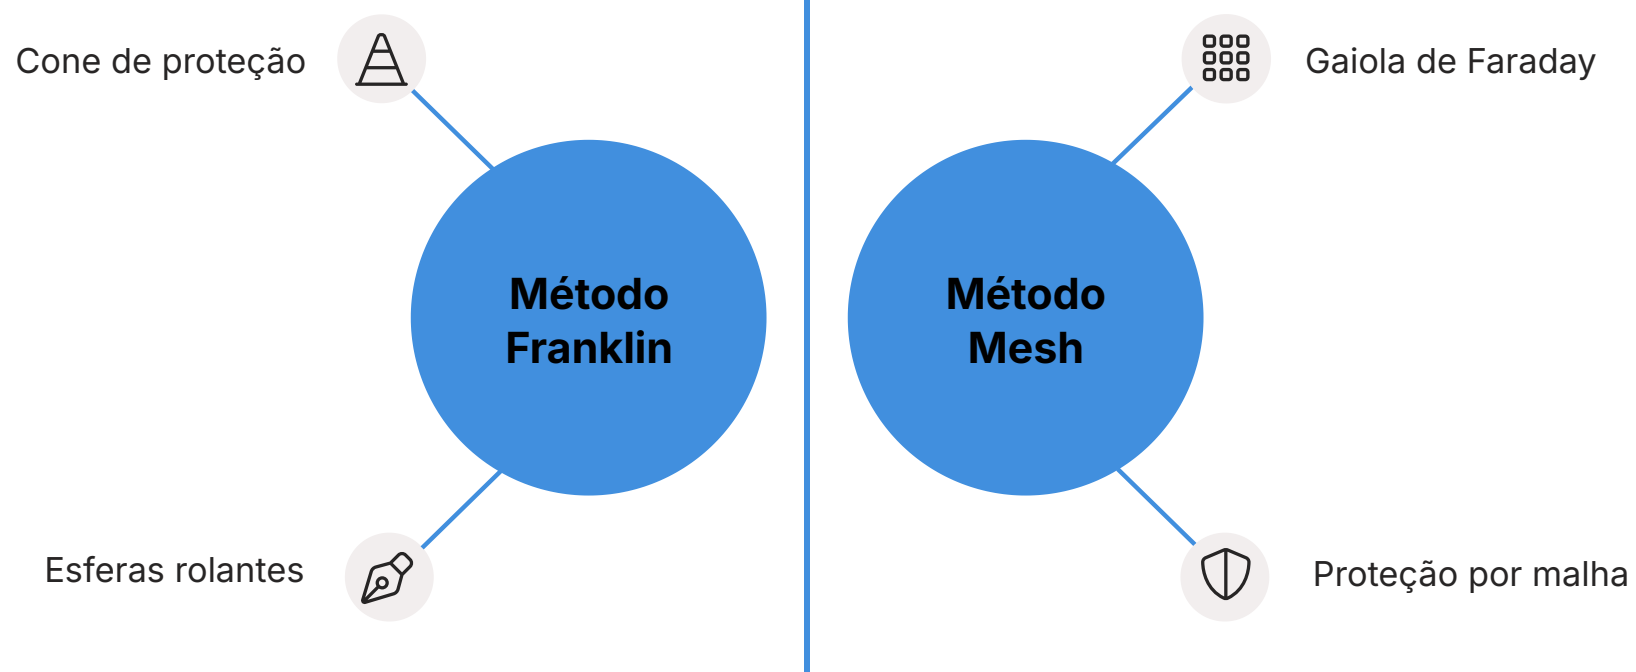 Cone de proteção
Método
Franklin
Esferas rolantes
Gaiola de Faraday
Método
Mesh
Proteção por malha